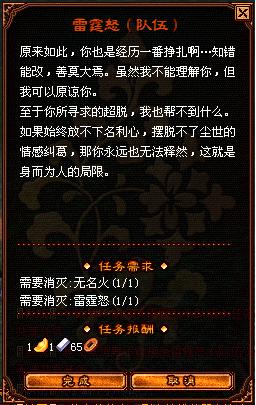 雷霆怒（队伍）
原来如此，你也是经历一番挣扎啊…知错
能改，善莫大焉。虽然我不能理解你，但
我可以原谅你。
至于你所寻求的超脱，我也帮不到什么。
如果始终放不下名利心，摆脱不了尘世的
情感纠葛，那你永远也无法释然，这就是
身而为人的局限。
任务需求
需要消灭:无名火(1/1)
需要消灭:雷霆怒(1/1)
任务报酬
1 1 65
完成 取消